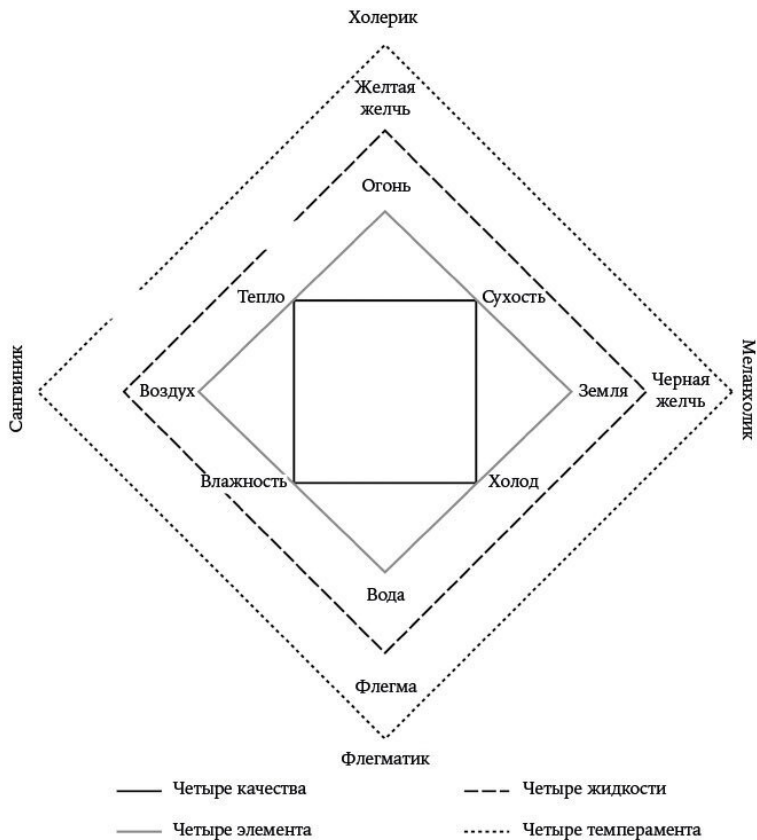 Холерик
Желтая
желчь
Огонь
Тепло
Сухость
Сангвиник
Воздух
Земля
Черная
желчь
Меланхолик
Влажность
Холод
Вода
Флегма
Флегматик
Четыре качества
Четыре жидкости
Четыре элемента
Четыре темперамента